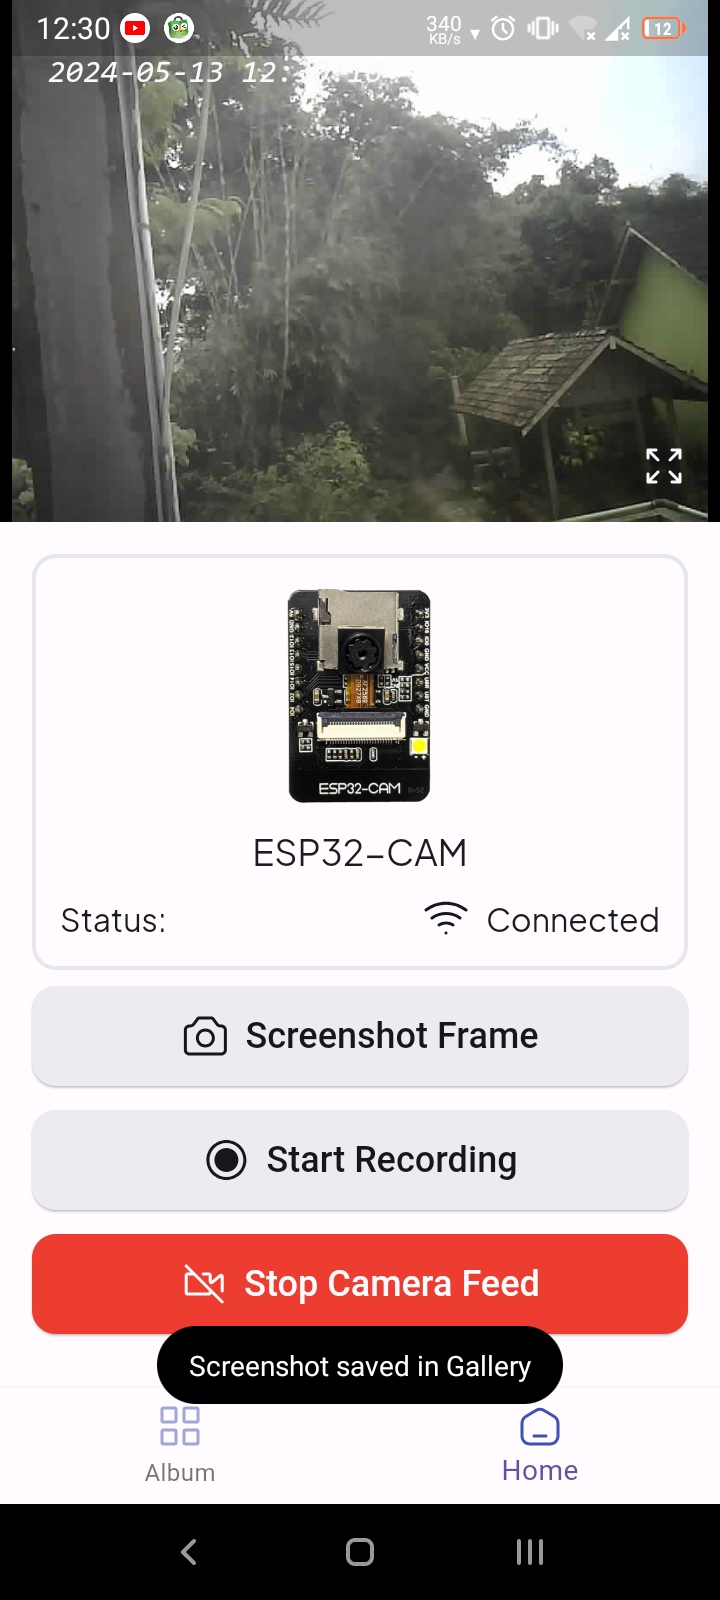 12:30
340
KB/s
12
2024-05-13 12:
ESP32-CAM
ESP32-CAM
Status:
Connected
Screenshot Frame
Start Recording
Stop Camera Feed
Screenshot saved in Gallery
Album
Home